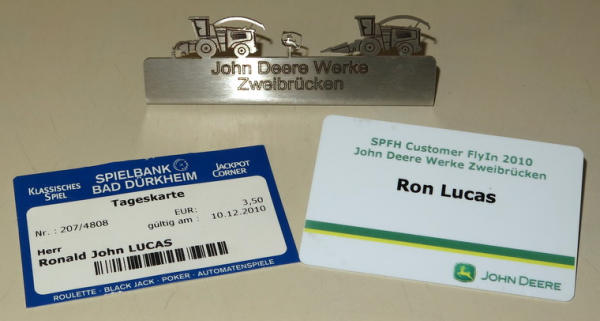 John Deere Werke
Zweibrücken
KLASSISCHES SPIEL
SPIELBANK BAD DÜRKHEIM
JACKPOT CORNER
Tageskarte
EUR: 3,50
Nr. : 207/4808 gültig am : 10.12.2010
Herr
Ronald John LUCAS
ROULETTE - BLACK JACK - POKER - AUTOMATENSPIELE
SPFH Customer FlyIn 2010
John Deere Werke Zweibrücken
Ron Lucas
JOHN DEERE